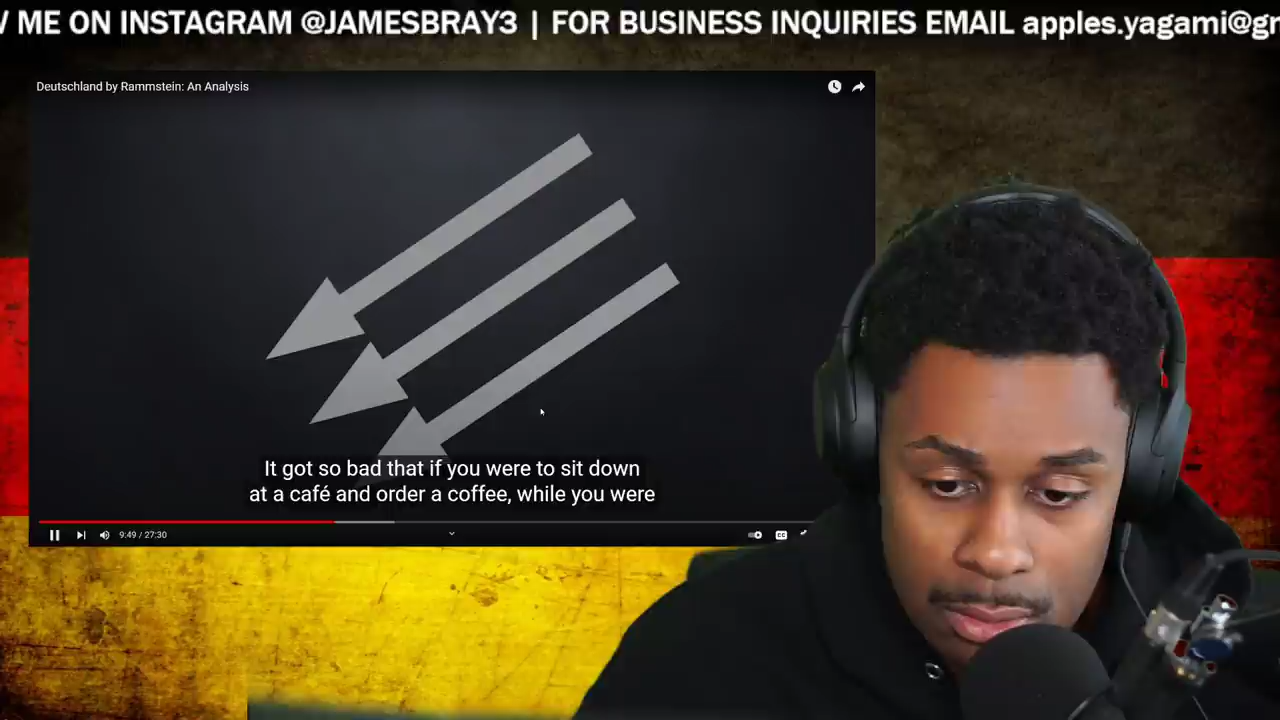 V ME ON INSTAGRAM @JAMESBRAY3 | FOR BUSINESS INQUIRIES EMAIL apples.yagami@gr
Deutschland by Rammstein: An Analysis
It got so bad that if you were to sit down
at a café and order a coffee, while you were
9:49 / 27:30
CC